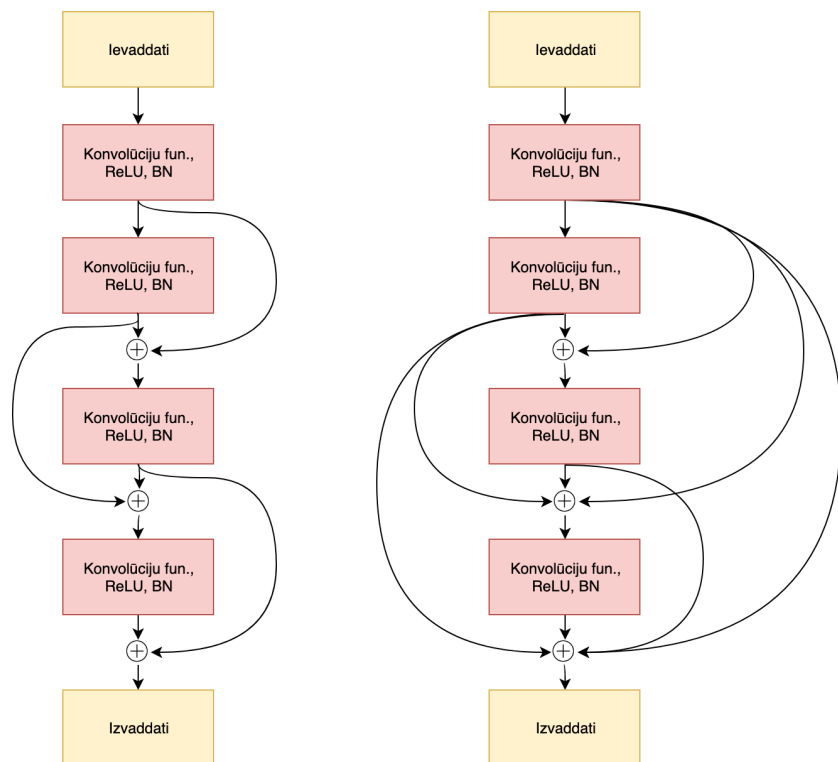 Ievaddati
Konvolūciju fun.,
ReLU, BN
Konvolūciju fun.,
ReLU, BN
Konvolūciju fun.,
ReLU, BN
Konvolūciju fun.,
ReLU, BN
Izvaddati
Ievaddati
Konvolūciju fun.,
ReLU, BN
Konvolūciju fun.,
ReLU, BN
Konvolūciju fun.,
ReLU, BN
Konvolūciju fun.,
ReLU, BN
Izvaddati